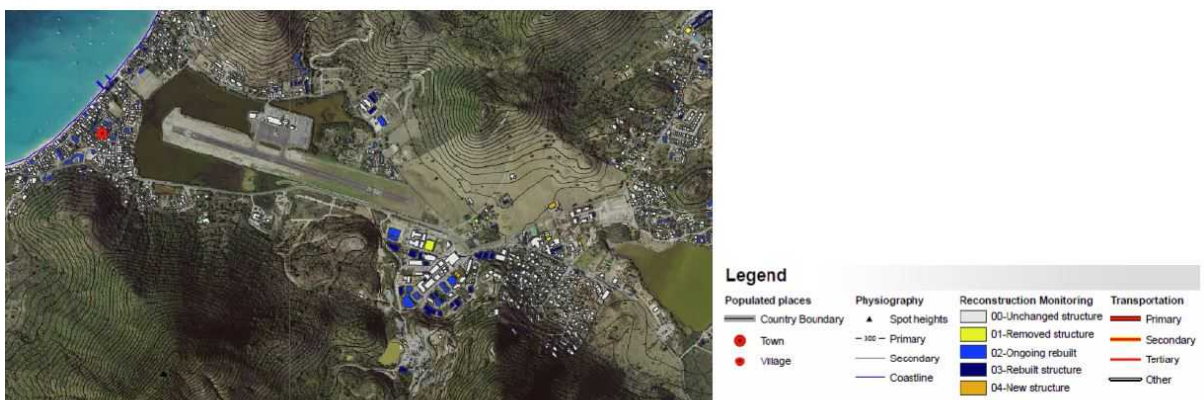 Legend
Populated places
Country Boundary
Town
Village
Physiography
Spot heights
100 Primary
Secondary
Coastline
Reconstruction Monitoring
00-Unchanged structure
01-Removed structure
02-Ongoing rebuilt
03-Rebuilt structure
04-New structure
Transportation
Primary
Secondary
Tertiary
Other